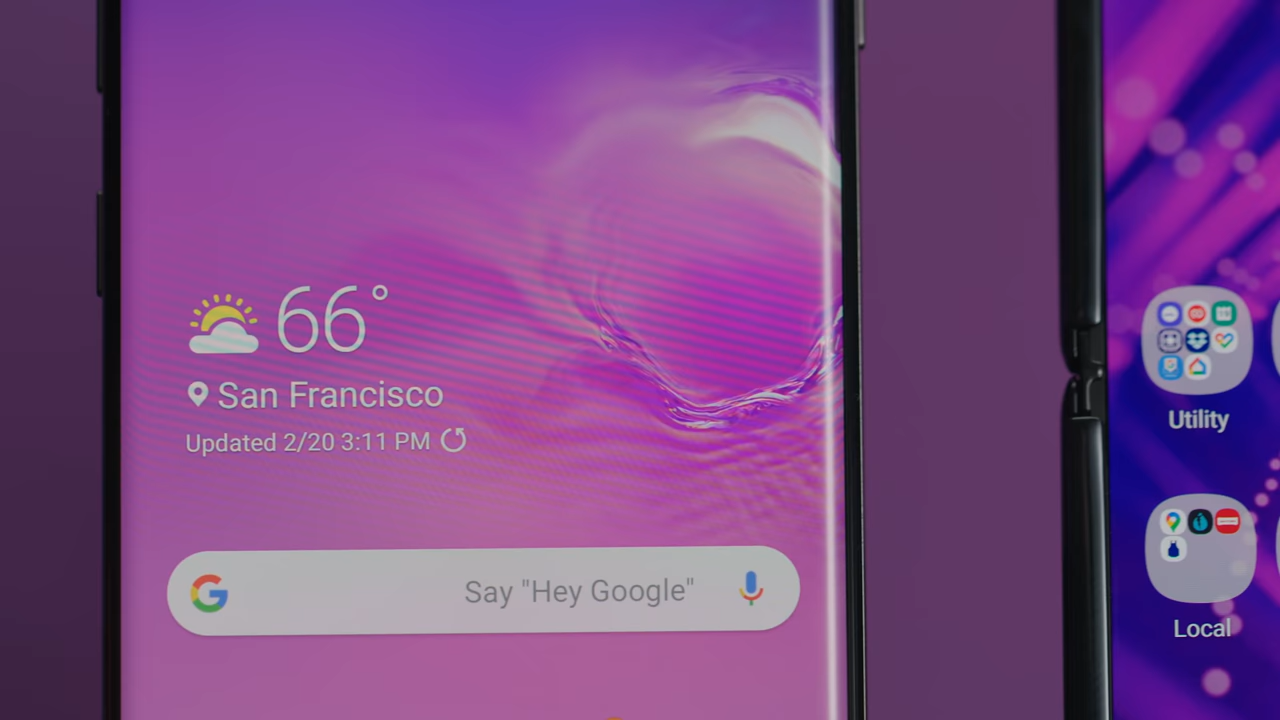 66°
San Francisco
Updated 2/20 3:11 PM
Say "Hey Google"
Utility
Local